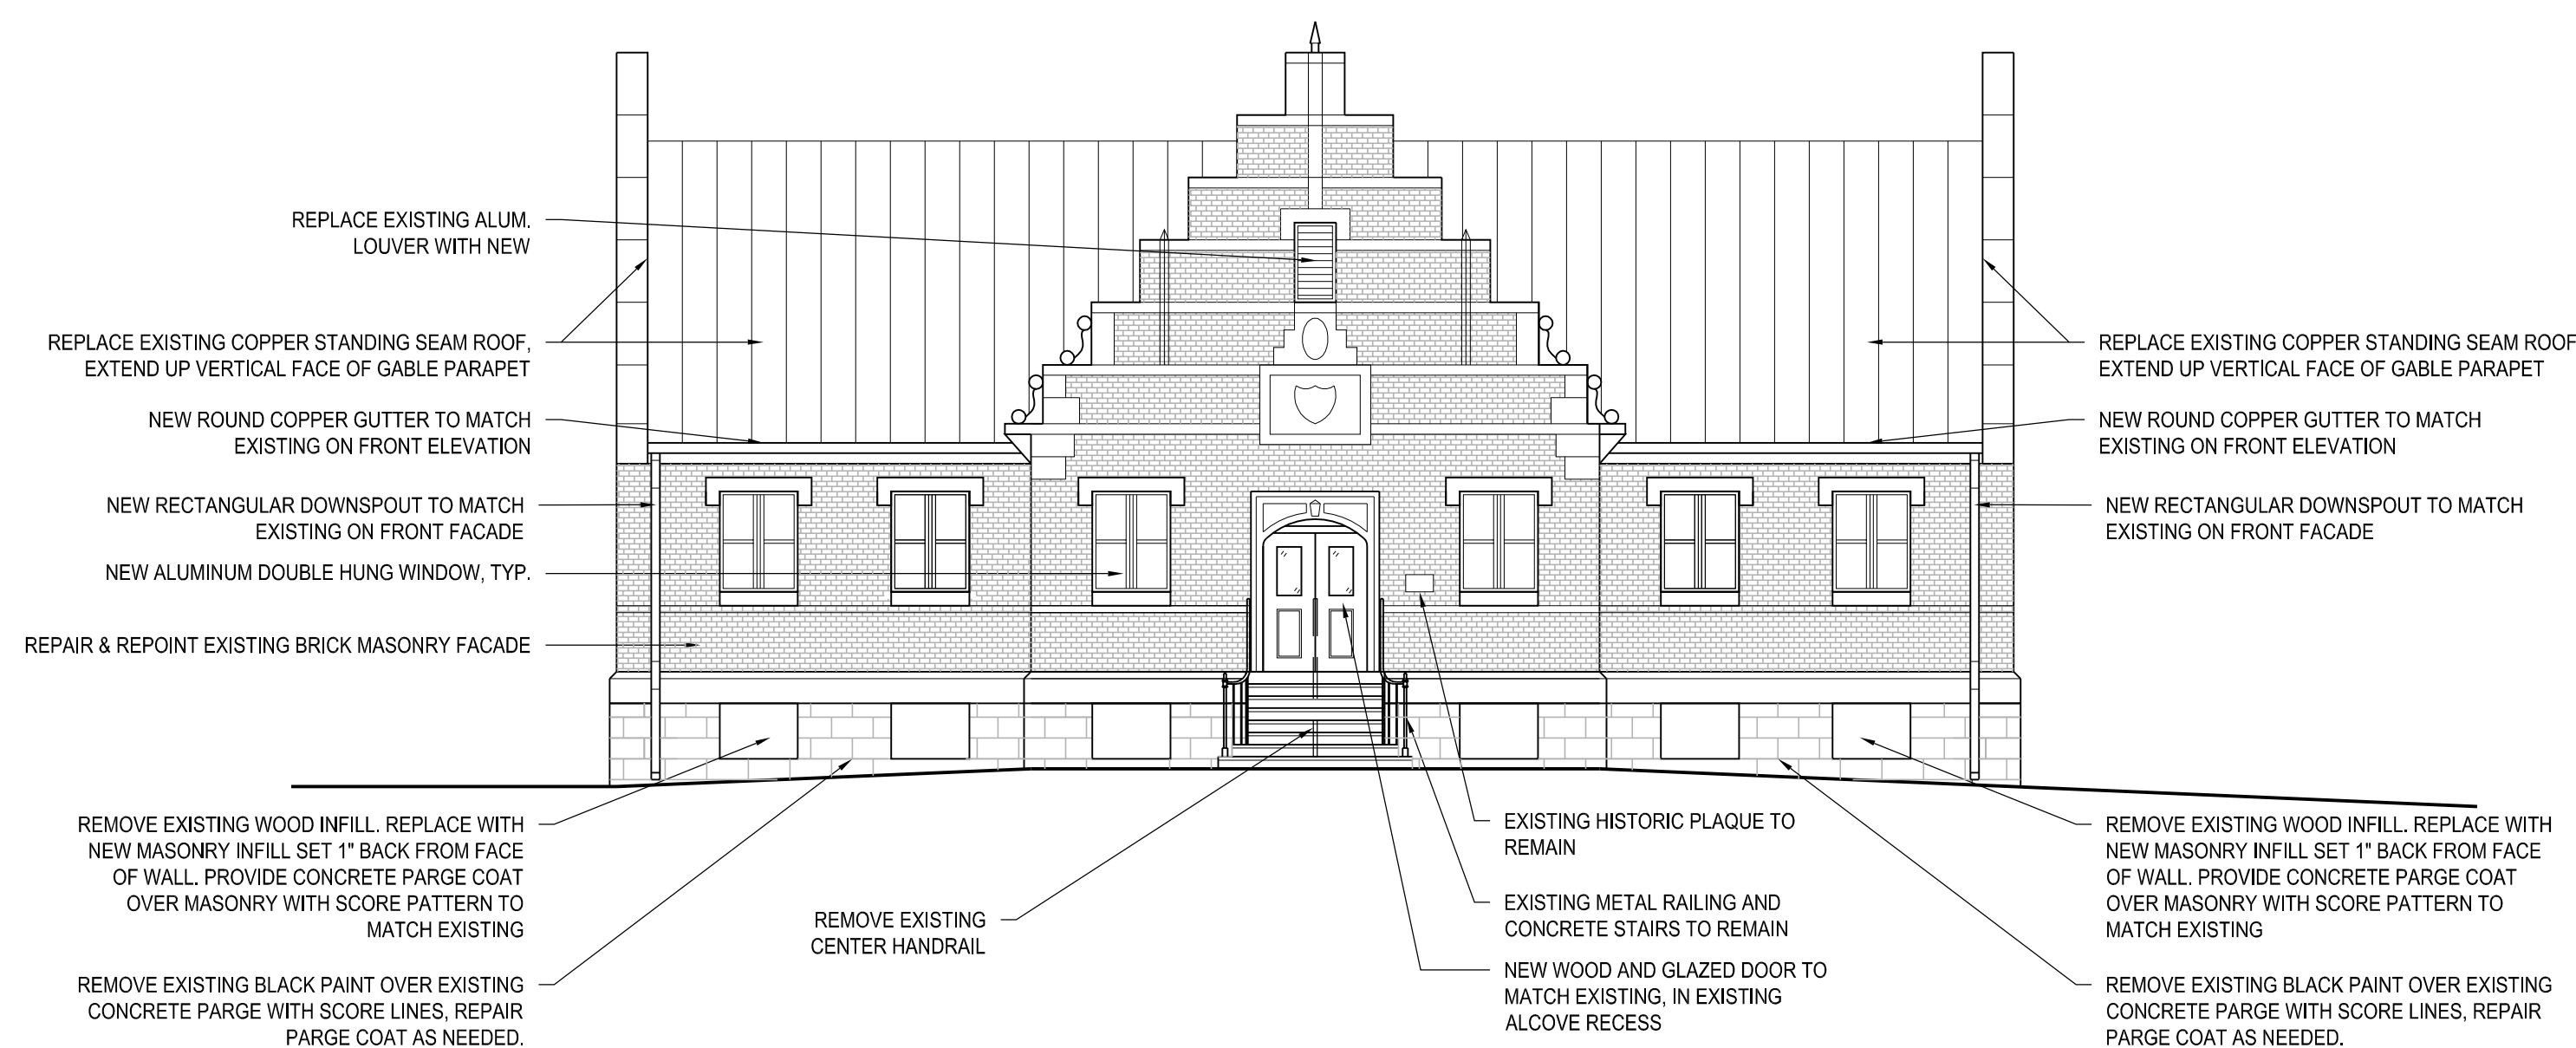 REPLACE EXISTING ALUM.
LOUVER WITH NEW
REPLACE EXISTING COPPER STANDING SEAM ROOF,
EXTEND UP VERTICAL FACE OF GABLE PARAPET
NEW ROUND COPPER GUTTER TO MATCH
EXISTING ON FRONT ELEVATION
NEW RECTANGULAR DOWNSPOUT TO MATCH
EXISTING ON FRONT FACADE
NEW ALUMINUM DOUBLE HUNG WINDOW, TYP.
REPAIR & REPOINT EXISTING BRICK MASONRY FACADE
REMOVE EXISTING WOOD INFILL. REPLACE WITH
NEW MASONRY INFILL SET 1" BACK FROM FACE
OF WALL. PROVIDE CONCRETE PARGE COAT
OVER MASONRY WITH SCORE PATTERN TO
MATCH EXISTING
REMOVE EXISTING BLACK PAINT OVER EXISTING
CONCRETE PARGE WITH SCORE LINES, REPAIR
PARGE COAT AS NEEDED.
REMOVE EXISTING
CENTER HANDRAIL
EXISTING HISTORIC PLAQUE TO
REMAIN
EXISTING METAL RAILING AND
CONCRETE STAIRS TO REMAIN
NEW WOOD AND GLAZED DOOR TO
MATCH EXISTING, IN EXISTING
ALCOVE RECESS
REPLACE EXISTING COPPER STANDING SEAM ROOF
EXTEND UP VERTICAL FACE OF GABLE PARAPET
NEW ROUND COPPER GUTTER TO MATCH
EXISTING ON FRONT ELEVATION
NEW RECTANGULAR DOWNSPOUT TO MATCH
EXISTING ON FRONT FACADE
REMOVE EXISTING WOOD INFILL. REPLACE WITH
NEW MASONRY INFILL SET 1" BACK FROM FACE
OF WALL. PROVIDE CONCRETE PARGE COAT
OVER MASONRY WITH SCORE PATTERN TO
MATCH EXISTING
REMOVE EXISTING BLACK PAINT OVER EXISTING
CONCRETE PARGE WITH SCORE LINES, REPAIR
PARGE COAT AS NEEDED.